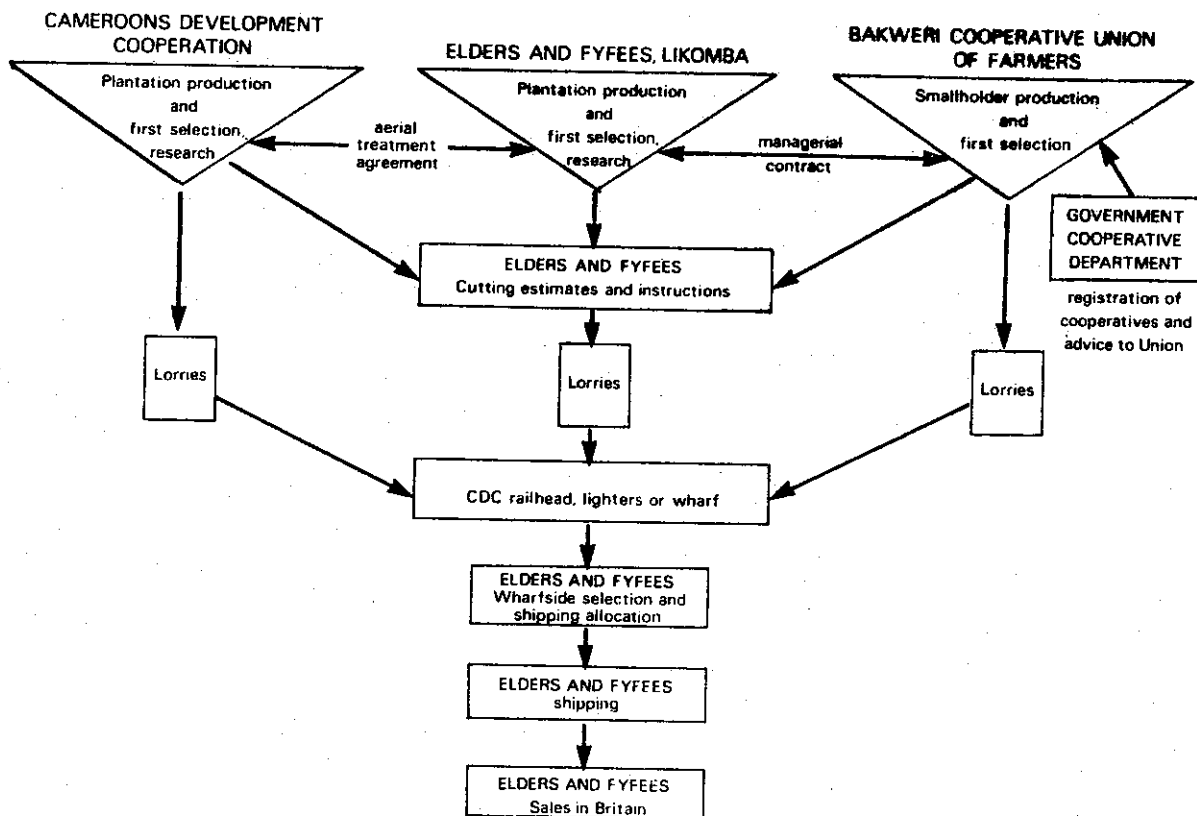 CAMEROONS DEVELOPMENT
COOPERATION
Plantation production
and
first selection,
research
aerial
treatment
agreement
ELDERS AND FYFEES, LIKOMBA
Plantation production
and
first selection,
research
managerial
contract
BAKWERI COOPERATIVE UNION
OF FARMERS
Smallholder production
and
first selection
GOVERNMENT
COOPERATIVE
DEPARTMENT
registration of
cooperatives and
advice to Union
ELDERS AND FYFEES
Cutting estimates and instructions
Lorries
Lorries
Lorries
CDC railhead, lighters or wharf
ELDERS AND FYFEES
Wharfside selection and
shipping allocation
ELDERS AND FYFEES
shipping
ELDERS AND FYFEES
Sales in Britain